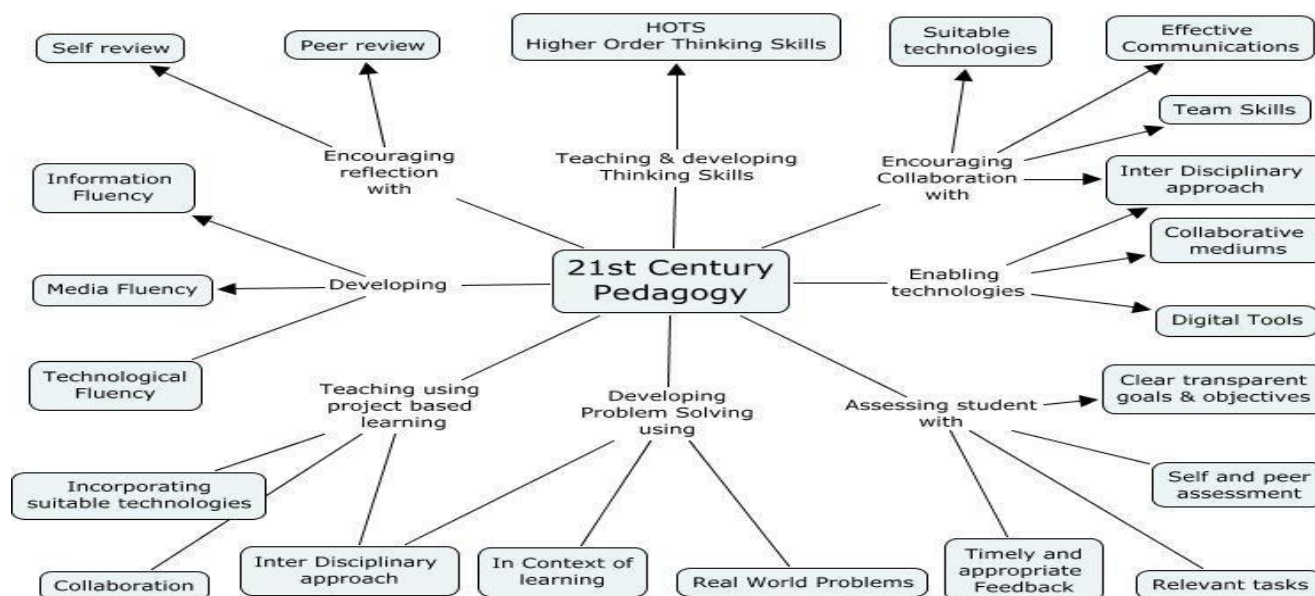 Self review
Peer review
HOTS
Higher Order Thinking Skills
Suitable
technologies
Effective
Communications
Team Skills
Encouraging
reflection
with
Teaching & developing
Thinking Skills
Encouraging
Collaboration
with
Inter Disciplinary
approach
Information
Fluency
Collaborative
mediums
Media Fluency
Developing
21st Century
Pedagogy
Enabling
technologies
Digital Tools
Technological
Fluency
Teaching using
project based
learning
Developing
Problem Solving
using
Assessing student
with
Clear transparent
goals & objectives
Incorporating
suitable technologies
Self and peer
assessment
Collaboration
Inter Disciplinary
approach
In Context of
learning
Real World Problems
Timely and
appropriate
Feedback
Relevant tasks